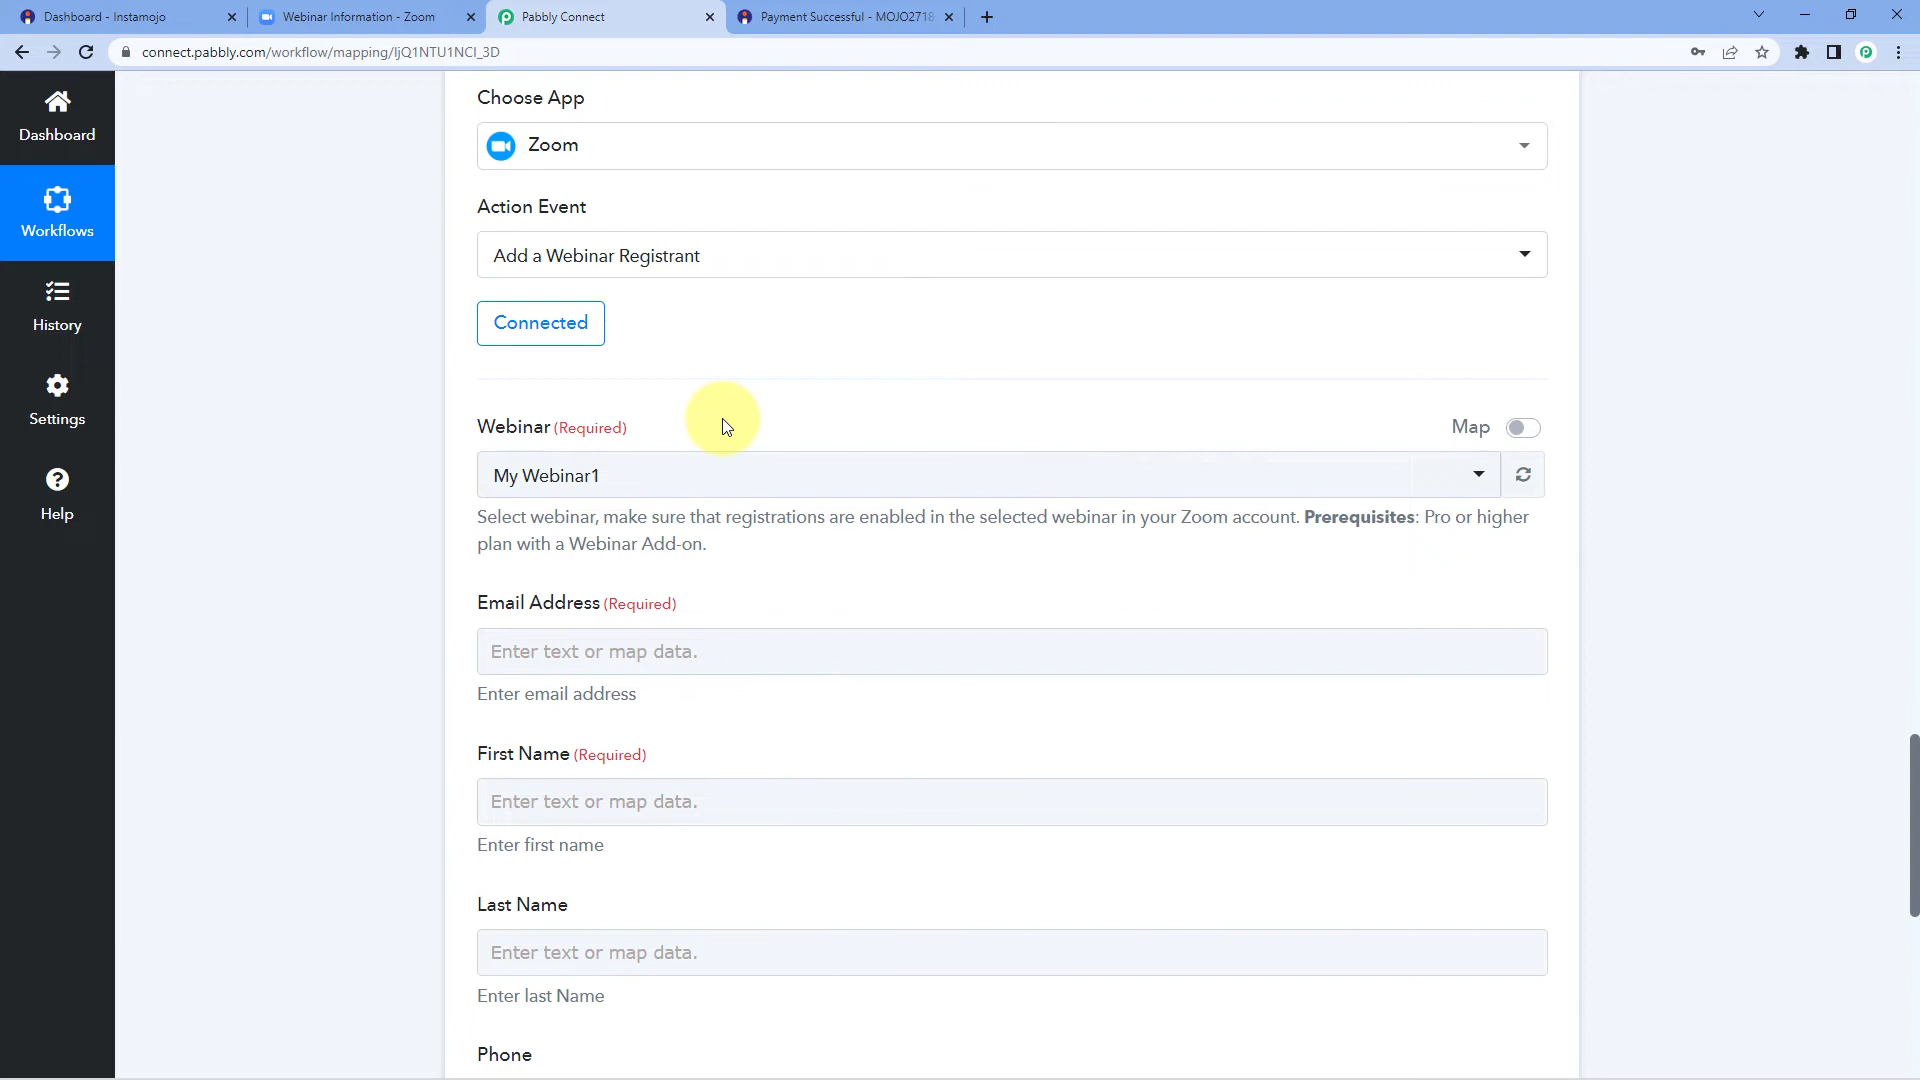 Dashboard - Instamojo
Webinar Information - Zoom
Pabbly Connect
Payment Successful - MOJO2718
connect.pabbly.com/workflow/mapping/IjQ1NTU1NCI_3D
Dashboard
Workflows
History
Settings
Help
Choose App
Zoom
Action Event
Add a Webinar Registrant
Connected
Webinar (Required)
Map
My Webinar1
Select webinar, make sure that registrations are enabled in the selected webinar in your Zoom account. Prerequisites: Pro or higher
plan with a Webinar Add-on.
Email Address (Required)
Enter text or map data.
Enter email address
First Name (Required)
Enter text or map data.
Enter first name
Last Name
Enter text or map data.
Enter last Name
Phone